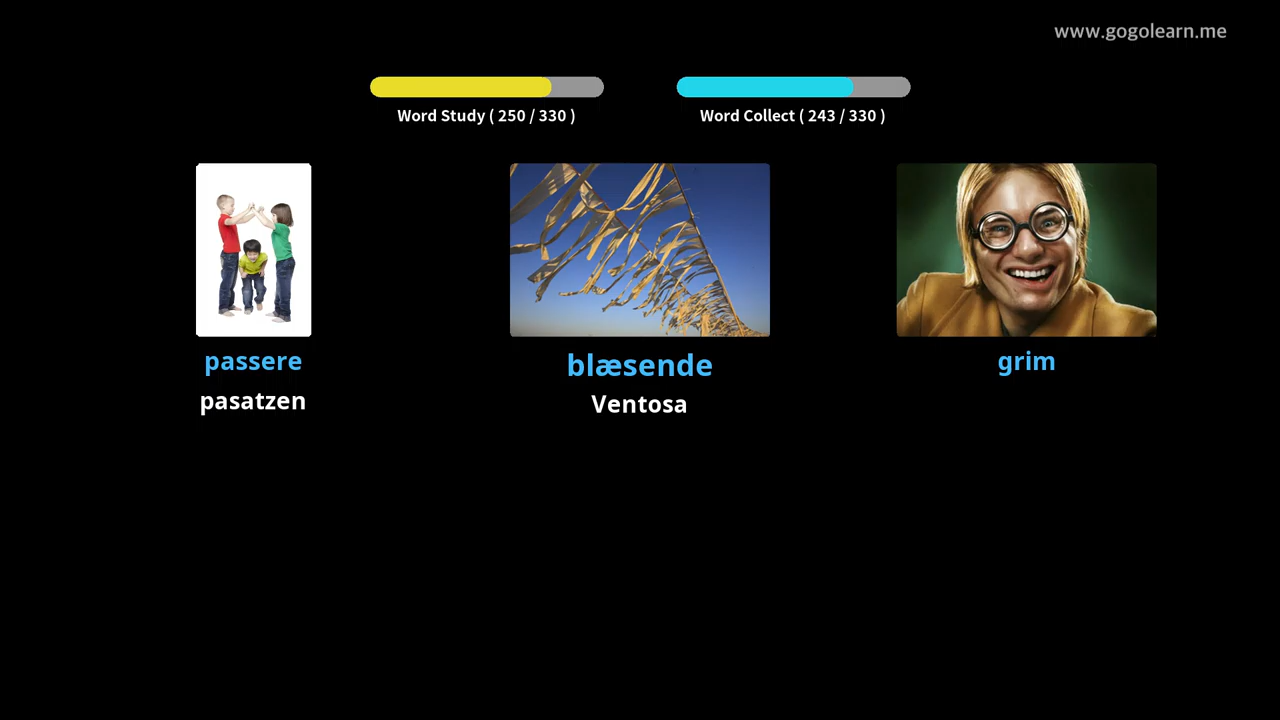 www.gogolearn.me
Word Study ( 250 / 330 )
Word Collect ( 243 / 330 )
passere
pasatzen
blæsende
Ventosa
grim